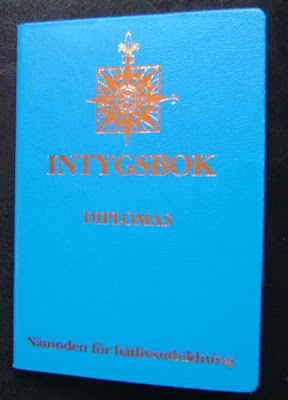 INTYGSBOK
DIPLOMAS
Nämnden för båtlivsutbildning